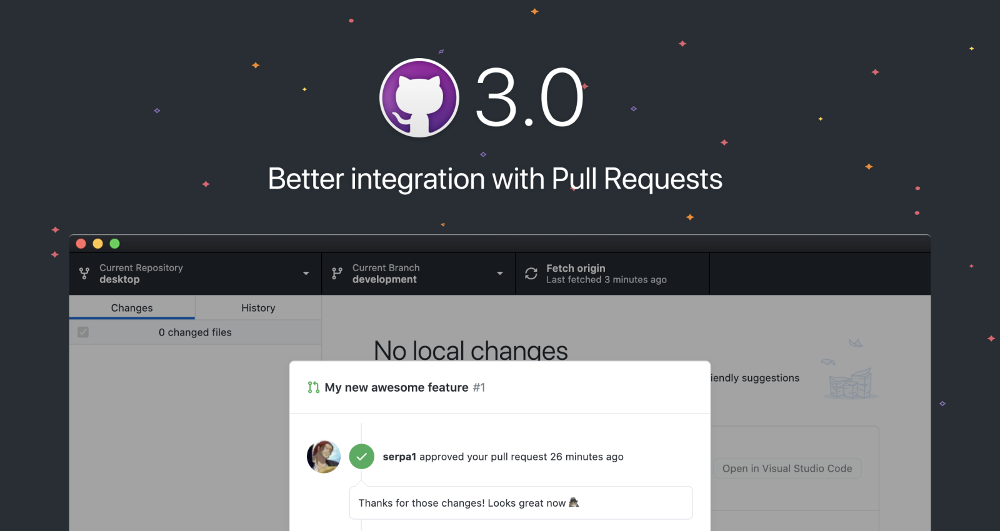 3.0
Better integration with Pull Requests
Current Repository
desktop
Current Branch
development
Fetch origin
Last fetched 3 minutes ago
Changes
History
0 changed files
No local changes
iendly suggestions
My new awesome feature #1
serpa1 approved your pull request 26 minutes ago
Open in Visual Studio Code
Thanks for those changes! Looks great now